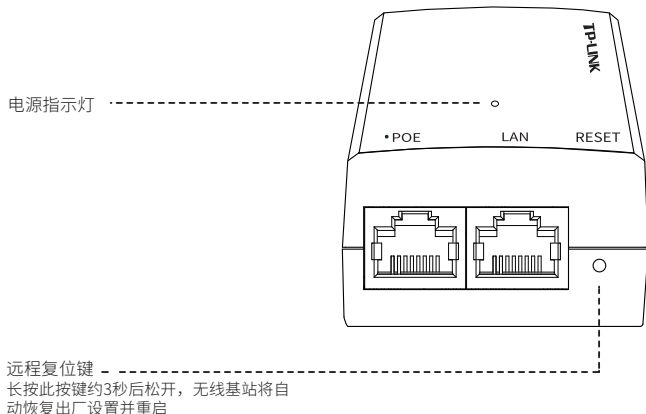 TP-LINK
电源指示灯
•POE LAN RESET
远程复位键
长按此按键约3秒后松开，无线基站将自
动恢复出厂设置并重启